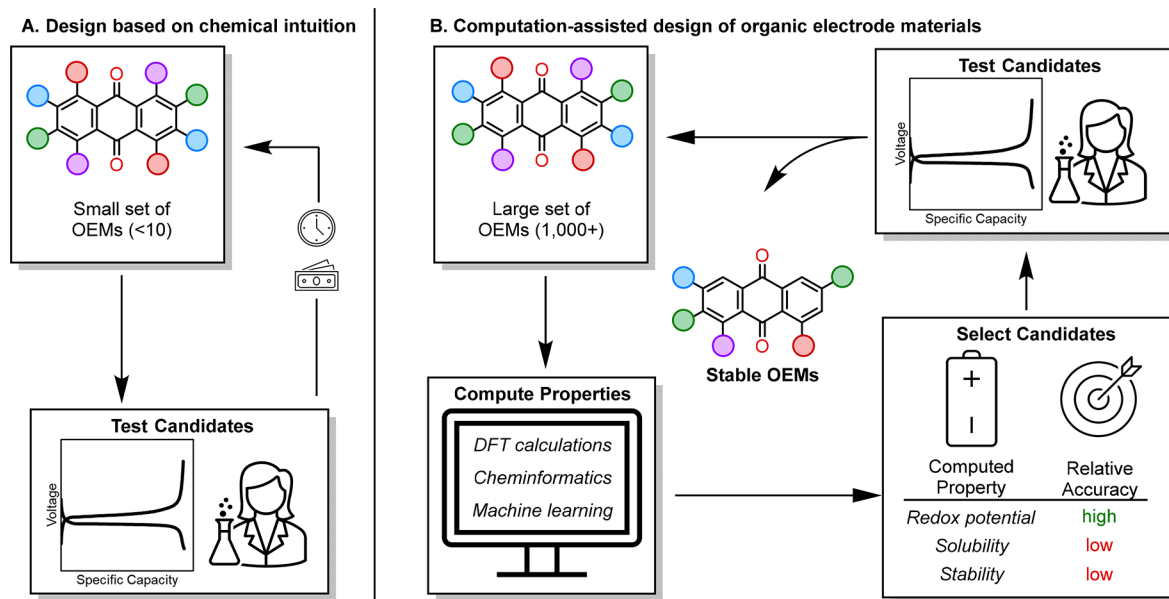 A. Design based on chemical intuition
O
O
Small set of
OEMs (<10)
Test Candidates
Voltage
Specific Capacity
B. Computation-assisted design of organic electrode materials
O
O
Large set of
OEMs (1,000+)
Compute Properties
DFT calculations
Cheminformatics
Machine learning
O
O
Stable OEMs
Test Candidates
Voltage
Specific Capacity
Select Candidates
Computed
Property
Relative
Accuracy
Redox potential high
Solubility low
Stability low